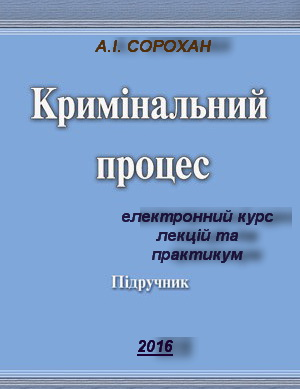 А.І. СОРОХАН
Кримінальний
процес
електронний курс
лекцій та
практикум
Підручник
2016